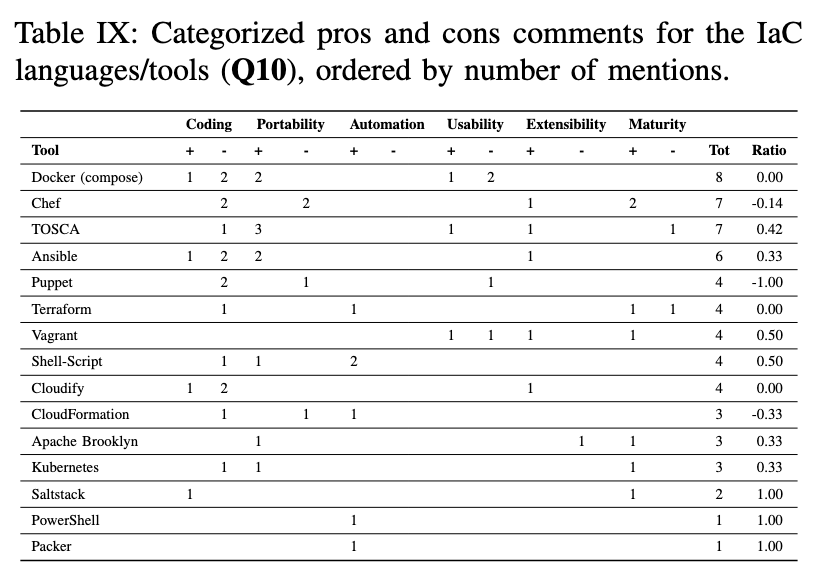 Table IX: Categorized pros and cons comments for the IaC
languages/tools (Q10), ordered by number of mentions.
Coding Portability Automation Usability Extensibility Maturity
Tool + - + - + - + - + - + - Tot Ratio
Docker (compose) 1 2 2 1 2 8 0.00
Chef 2 2 1 2 7 -0.14
TOSCA 1 3 1 1 1 7 0.42
Ansible 1 2 2 1 6 0.33
Puppet 2 1 1 4 -1.00
Terraform 1 1 1 1 4 0.00
Vagrant 1 1 1 1 4 0.50
Shell-Script 1 1 2 4 0.50
Cloudify 1 2 1 4 0.00
CloudFormation 1 1 1 3 -0.33
Apache Brooklyn 1 1 1 3 0.33
Kubernetes 1 1 1 3 0.33
Saltstack 1 1 2 1.00
PowerShell 1 1 1.00
Packer 1 1 1.00